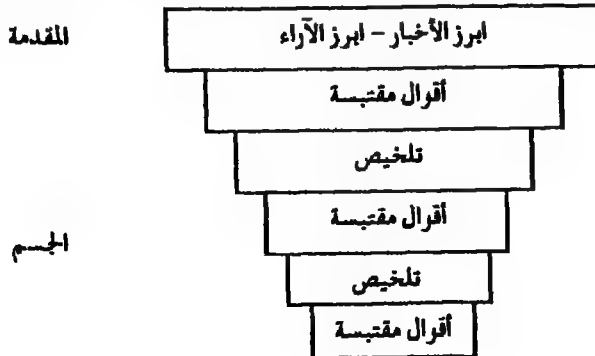 المقدمة
ابرز الأخبار – ابرز الآراء
أقوال مقتبسة
تلخيص
أقوال مقتبسة
الجسم
تلخيص
أقوال مقتبسة